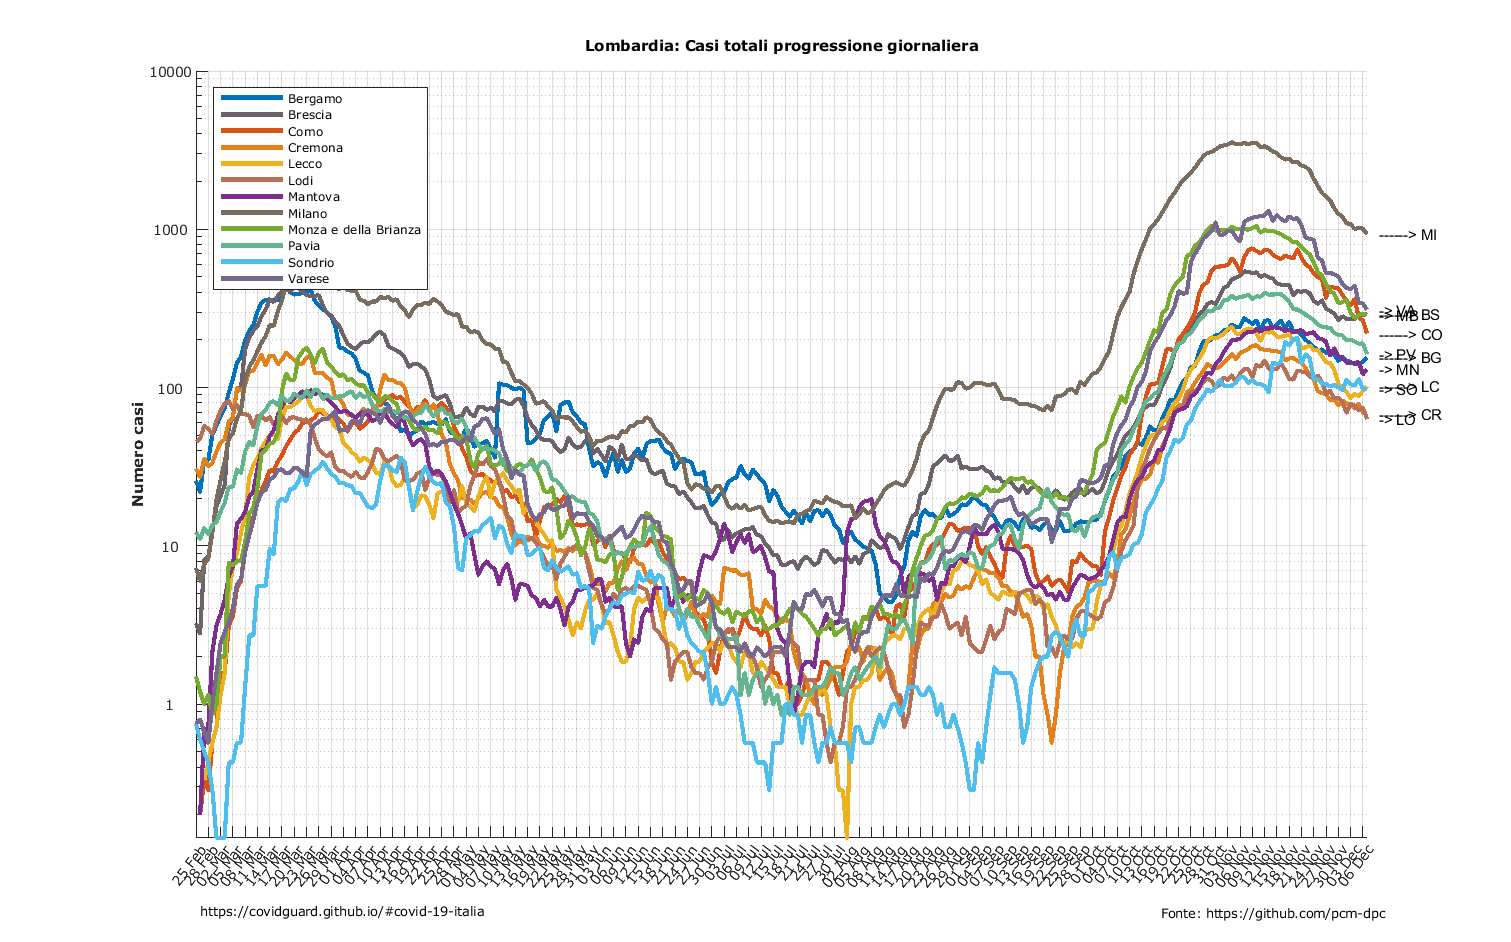 Lombardia: Casi totali progressione giornaliera
10000
1000
100
10
1
Numero casi
Bergamo
Brescia
Como
Cremona
Lecco
Lodi
Mantova
Milano
Monza e della Brianza
Pavia
Sondrio
Varese
------> MI
-> VA
-> MB
------> BS
------> CO
-> PV
------> BG
-> MN
------> LC
-> SO
------> CR
-> LO
25 Feb
28 Feb
02 Mar
05 Mar
08 Mar
11 Mar
14 Mar
17 Mar
20 Mar
23 Mar
26 Mar
29 Mar
01 Apr
04 Apr
07 Apr
10 Apr
13 Apr
16 Apr
19 Apr
22 Apr
25 Apr
28 Apr
01 May
04 May
07 May
10 May
13 May
16 May
19 May
22 May
25 May
28 May
31 May
03 Jun
06 Jun
09 Jun
12 Jun
15 Jun
18 Jun
21 Jun
24 Jun
27 Jun
30 Jun
03 Jul
06 Jul
09 Jul
12 Jul
15 Jul
18 Jul
21 Jul
24 Jul
27 Jul
30 Jul
02 Aug
05 Aug
08 Aug
11 Aug
14 Aug
17 Aug
20 Aug
23 Aug
26 Aug
29 Aug
01 Sep
04 Sep
07 Sep
10 Sep
13 Sep
16 Sep
19 Sep
22 Sep
25 Sep
28 Sep
01 Oct
04 Oct
07 Oct
10 Oct
13 Oct
16 Oct
19 Oct
22 Oct
25 Oct
28 Oct
31 Oct
03 Nov
06 Nov
09 Nov
12 Nov
15 Nov
18 Nov
21 Nov
24 Nov
27 Nov
30 Nov
03 Dec
06 Dec
https://covidguard.github.io/#covid-19-italia
Fonte: https://github.com/pcm-dpc